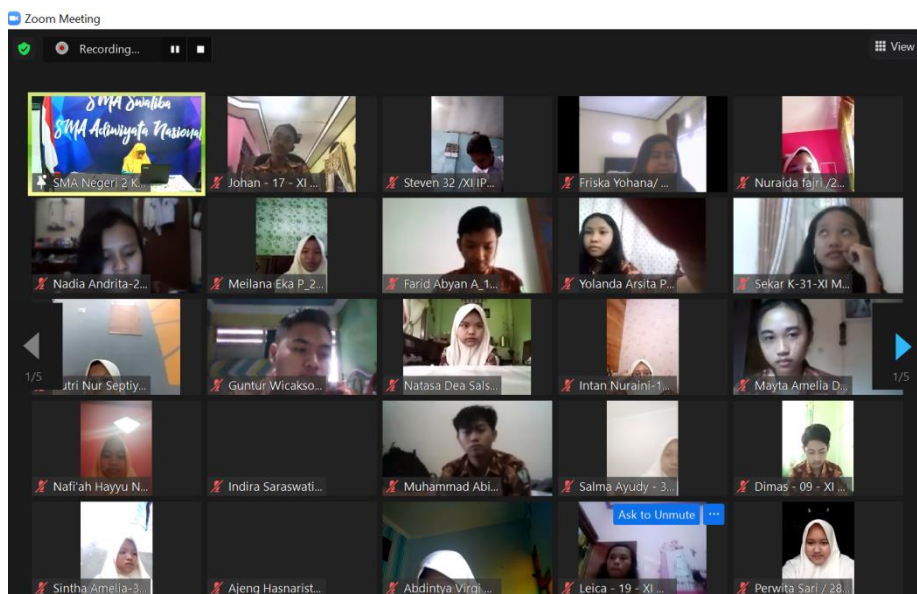 Zoom Meeting
Recording...
View
SMA Swaliba
SMA Adiwiyata Nasional
SMA Negeri 2 K...
Johan - 17 - XI ...
Steven 32 /XI IP...
Friska Yohana/ ...
Nuraida fajri /2...
Nadia Andrita-2...
Meilana Eka P_2...
Farid Abyan A_1...
Yolanda Arsita P...
Sekar K-31-XI M...
utri Nur Septiy...
Guntur Wicakso...
Natasa Dea Sals...
Intan Nuraini-1...
Mayta Amelia D...
1/5
1/5
Nafi'ah Hayyu N...
Indira Saraswati...
Muhammad Abi...
Salma Ayudy - 3...
Dimas - 09 - XI ...
Ask to Unmute
Sintha Amelia-3...
Ajeng Hasnarist...
Abdintya Virgi ...
Leica - 19 - XI ...
Perwita Sari / 28...